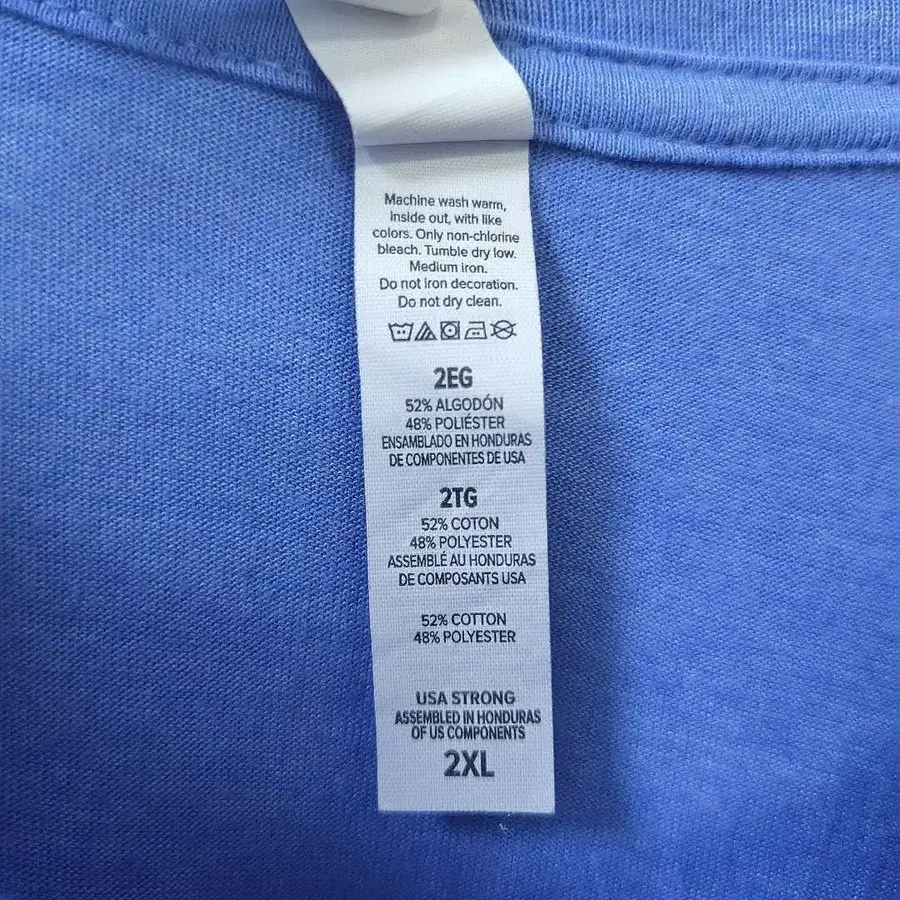 Machine wash warm,
inside out, with like
colors. Only non-chlorine
bleach. Tumble dry low.
Medium iron.
Do not iron decoration.
Do not dry clean.
2EG
52% ALGODÓN
48% POLIÉSTER
ENSAMBLADO EN HONDURAS
DE COMPONENTES DE USA
2TG
52% COTON
48% POLYESTER
ASSEMBLÉ AU HONDURAS
DE COMPOSANTS USA
52% COTTON
48% POLYESTER
USA STRONG
ASSEMBLED IN HONDURAS
OF US COMPONENTS
2XL